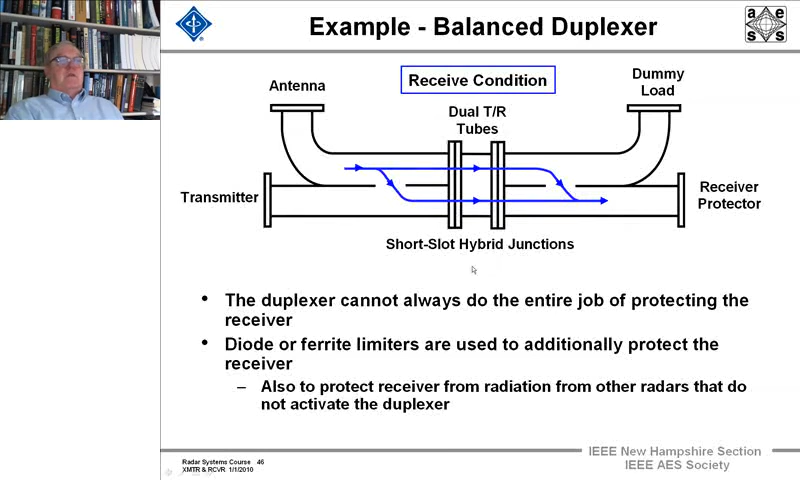 Example - Balanced Duplexer
a e
s s
Receive Condition
Antenna
Dummy
Load
Dual T/R
Tubes
Transmitter
Receiver
Protector
Short-Slot Hybrid Junctions
• The duplexer cannot always do the entire job of protecting the
receiver
• Diode or ferrite limiters are used to additionally protect the
receiver
– Also to protect receiver from radiation from other radars that do
not activate the duplexer
Radar Systems Course 46
XMTR & RCVR 1/1/2010
IEEE New Hampshire Section
IEEE AES Society